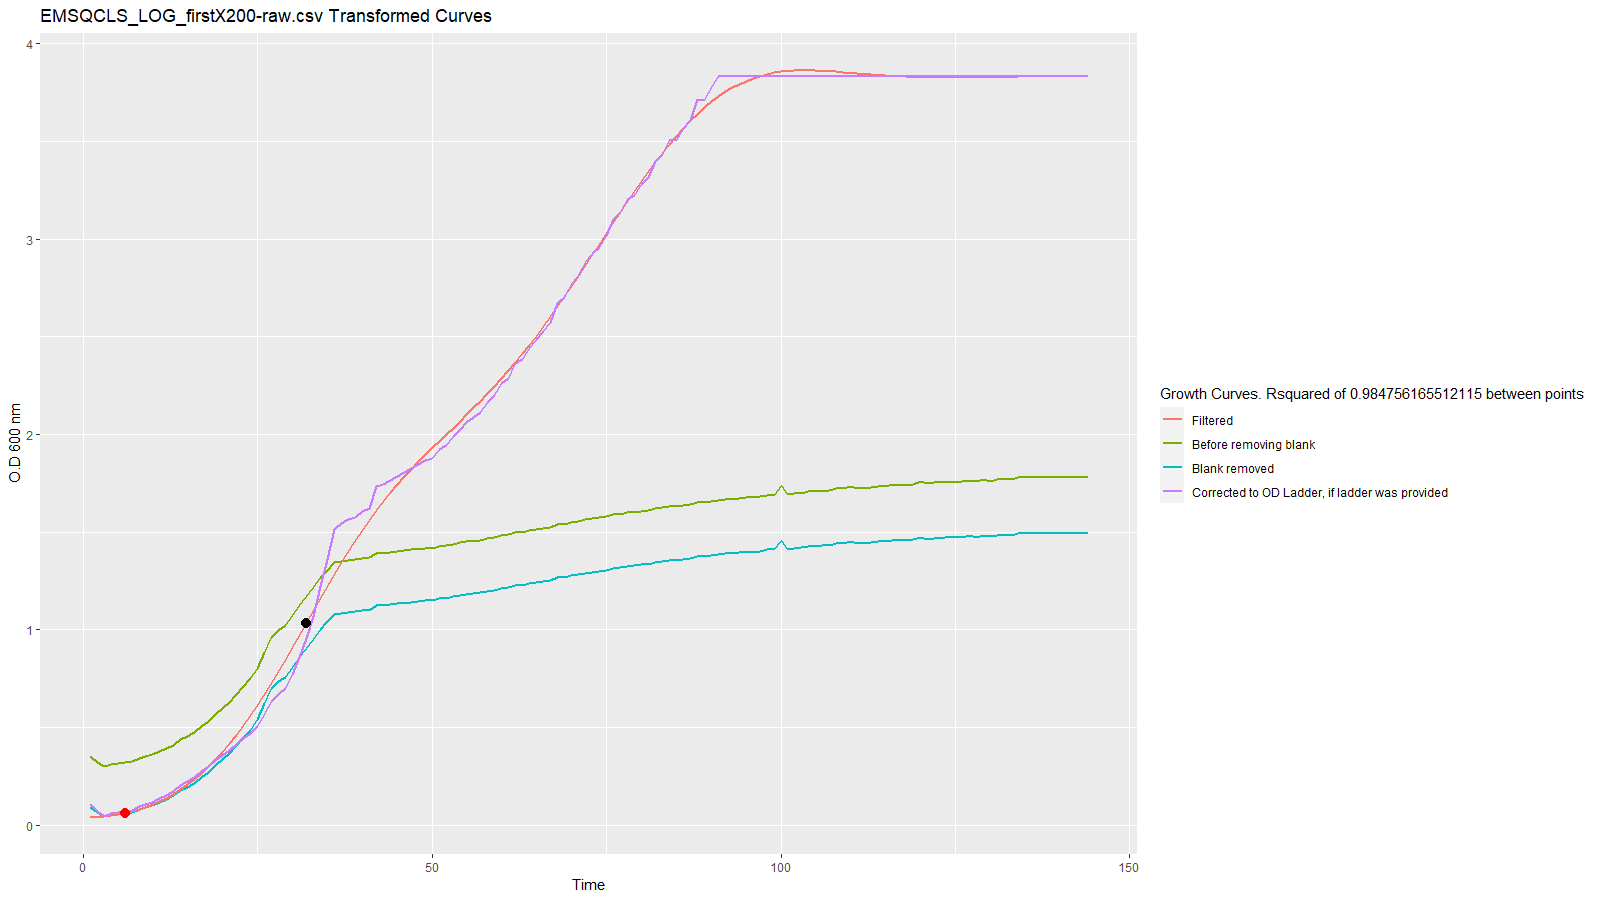 EMSQCLS_LOG_firstX200-raw.csv Transformed Curves
4
3
2
1
0
O.D 600 nm
0 50 100 150
Time
Growth Curves. Rsquared of 0.984756165512115 between points
Filtered
Before removing blank
Blank removed
Corrected to OD Ladder, if ladder was provided